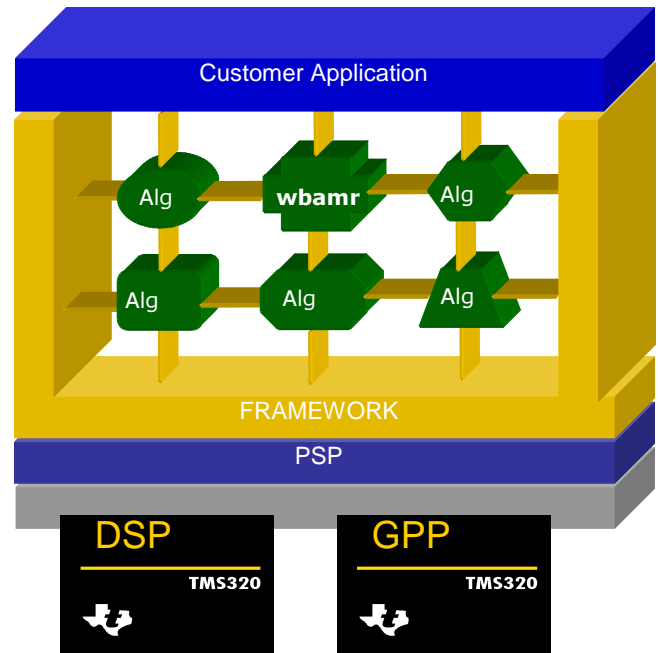 Customer Application
Alg
wbamr
Alg
Alg
Alg
Alg
FRAMEWORK
PSP
DSP
TMS320
GPP
TMS320